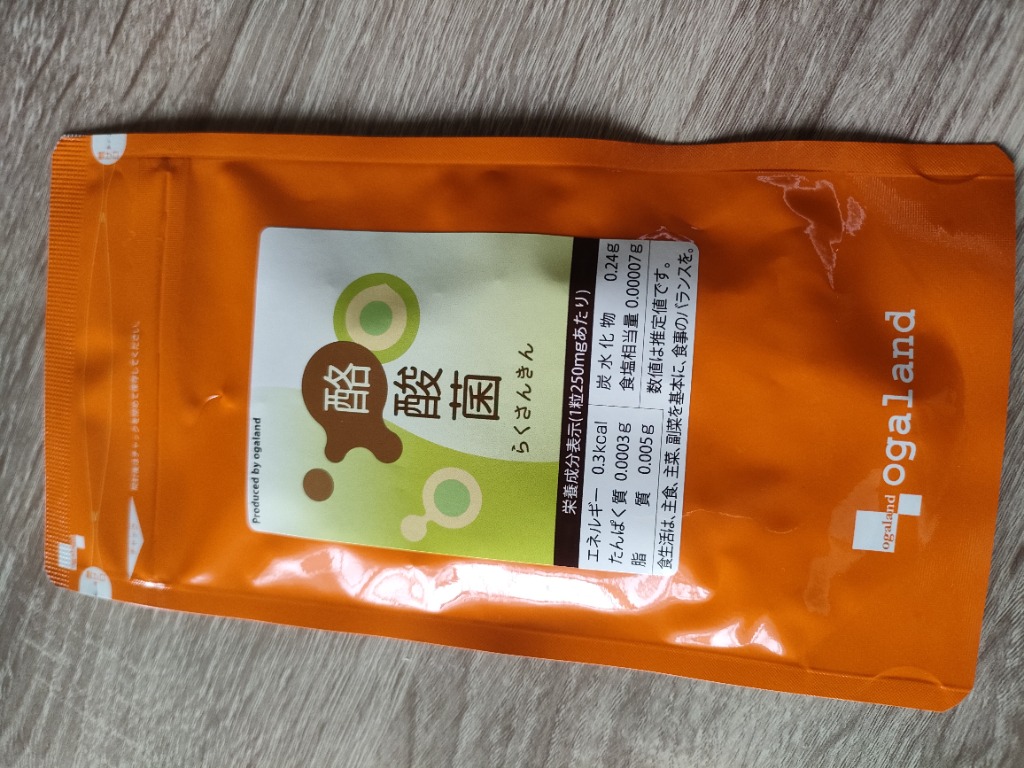 Produced by ogaland
酪
酸
菌
らくさんきん
栄養成分表示(1粒250mgあたり)
エネルギー 0.3kcal 炭水化物 0.24g
たんぱく質 0.0003g 食塩相当量 0.00007g
脂質 0.005g 数値は推定値です。
食生活は、主食、主菜、副菜を基本に、食事のバランスを。
ogaland
ogaland